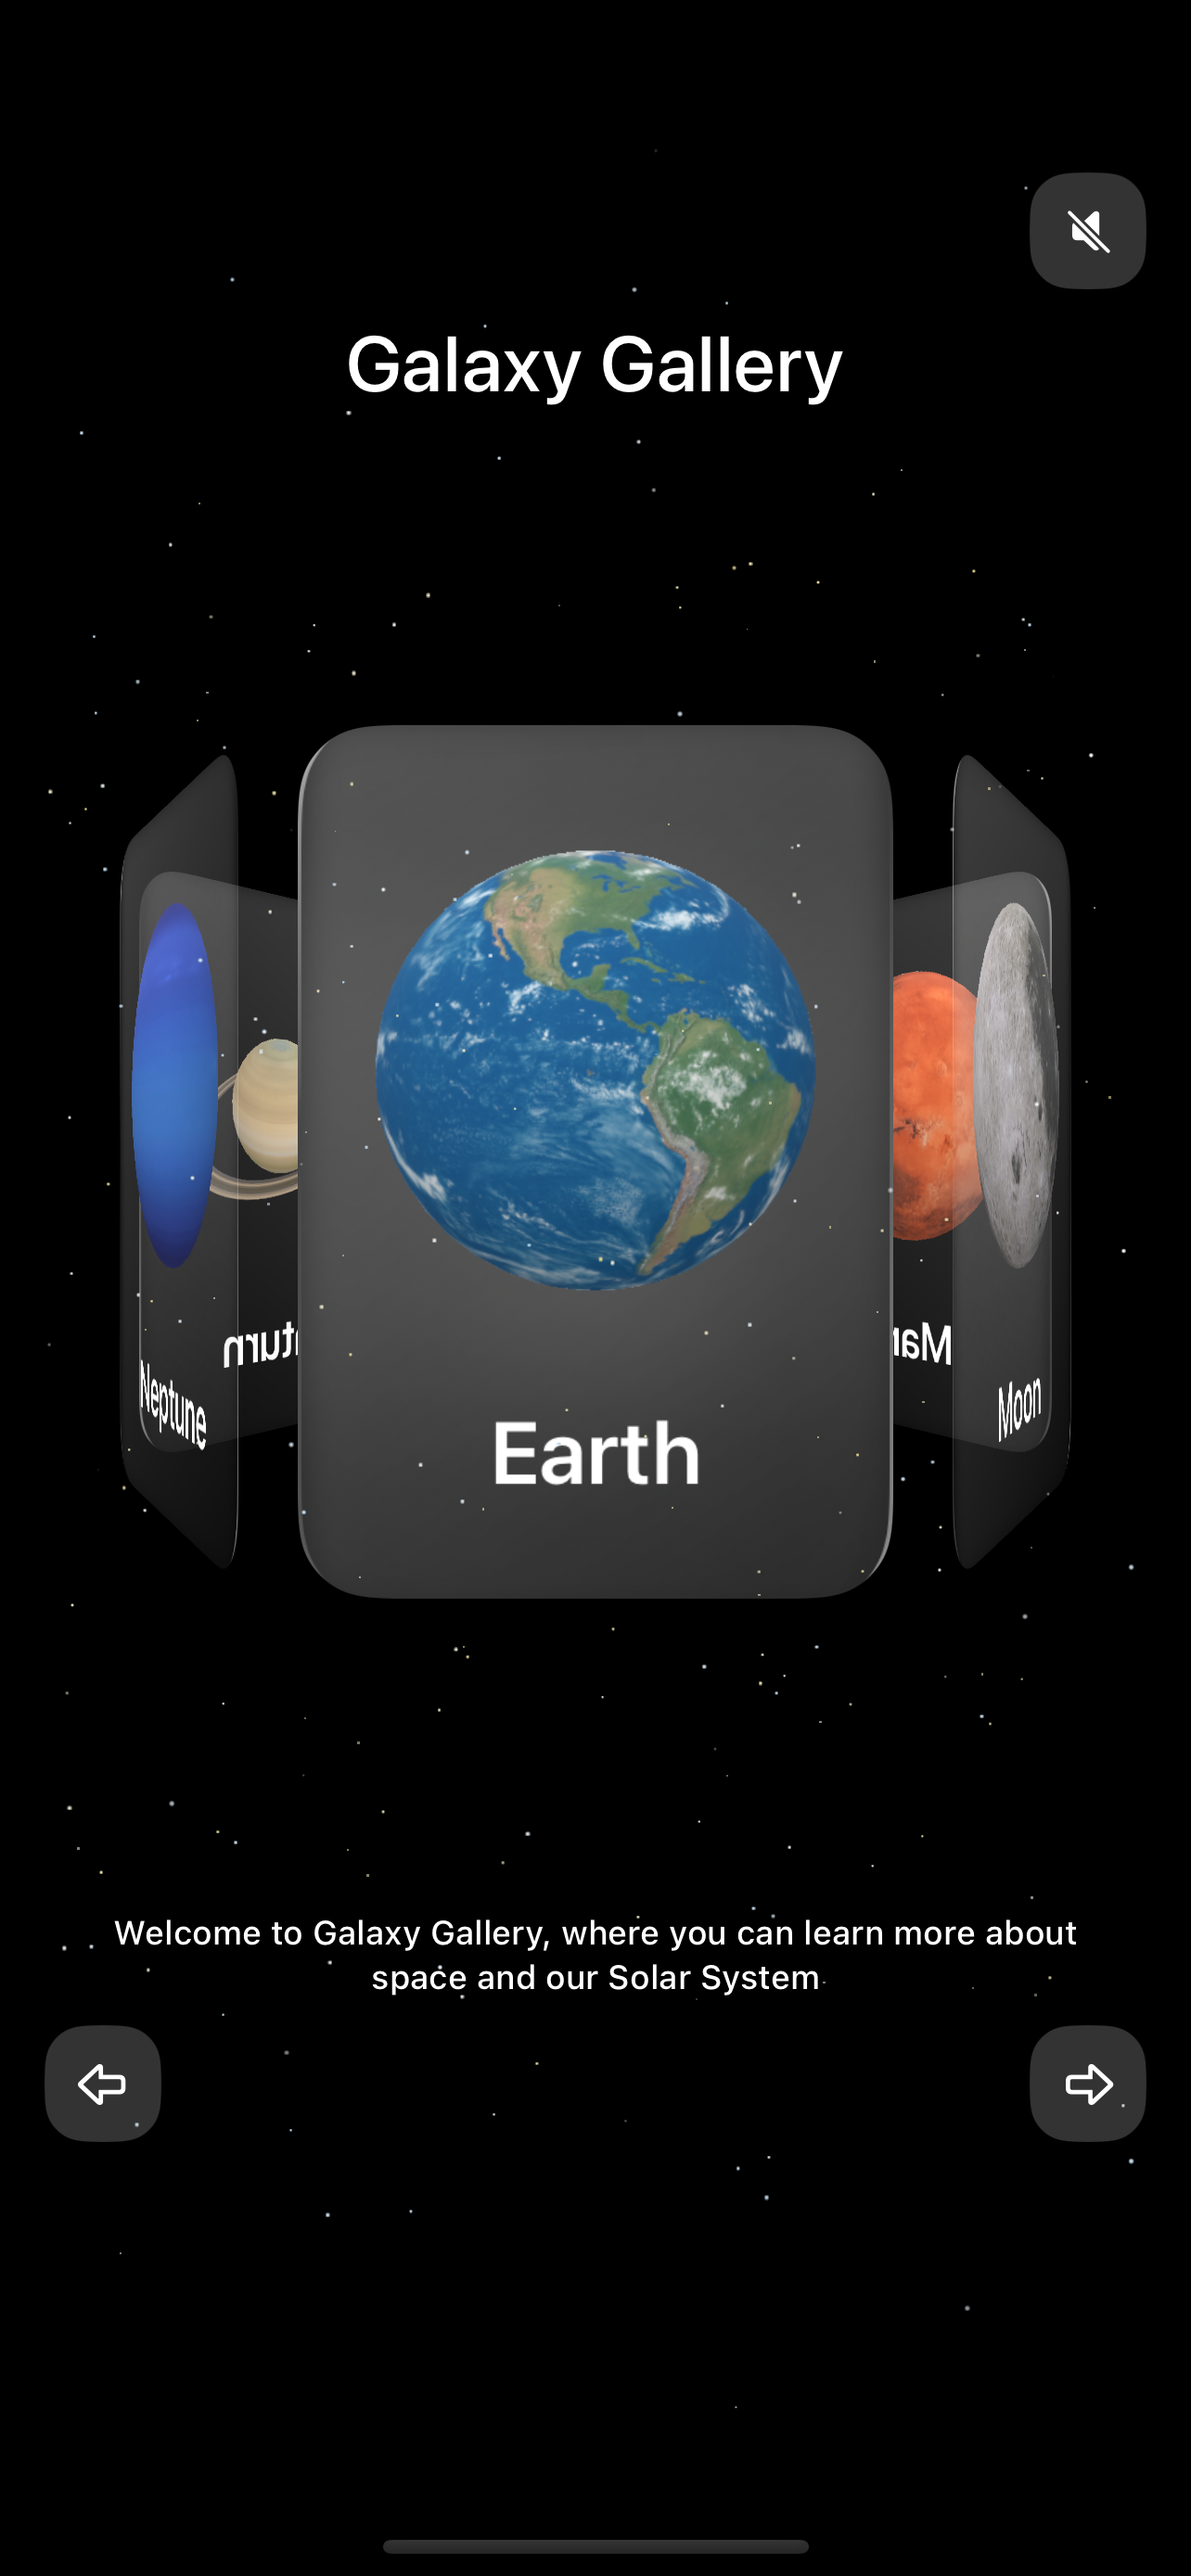 Galaxy Gallery
Neptune
turn
Earth
Mar
Moon
Welcome to Galaxy Gallery, where you can learn more about
space and our Solar System